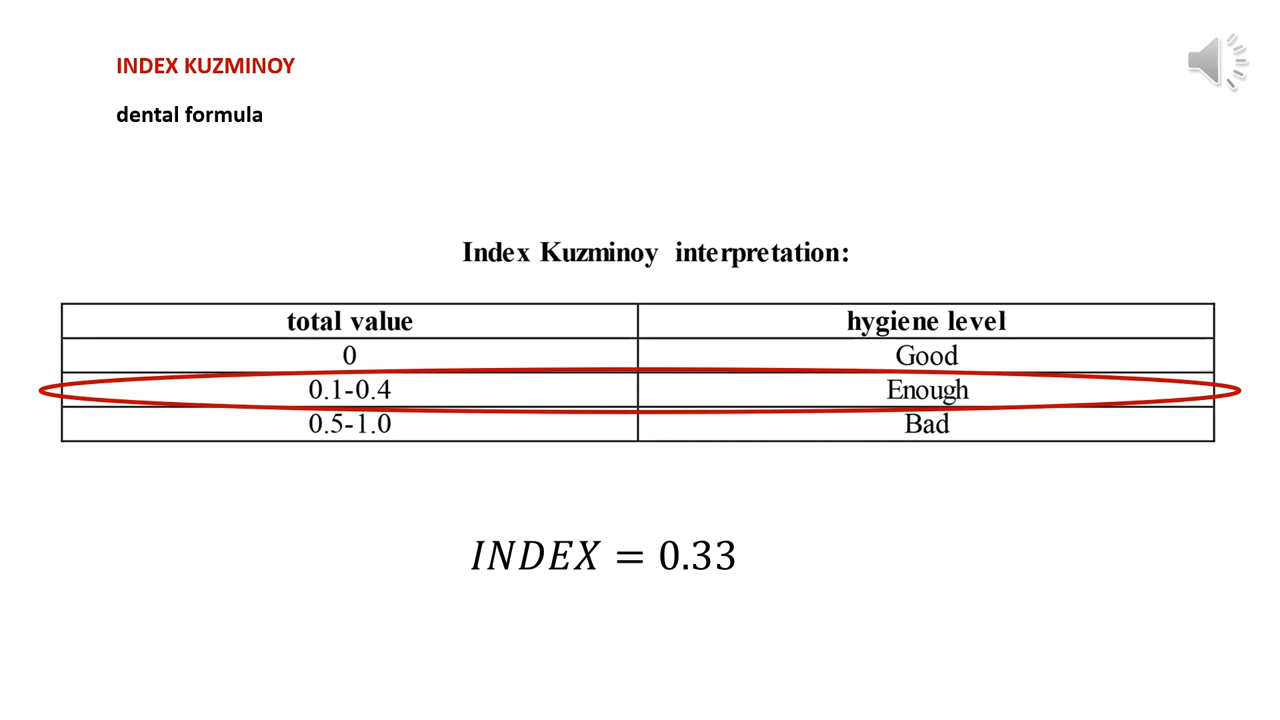 INDEX KUZMINOY
dental formula
Index Kuzminoy interpretation:
total value hygiene level
0 Good
0.1-0.4 Enough
0.5-1.0 Bad
INDEX = 0.33